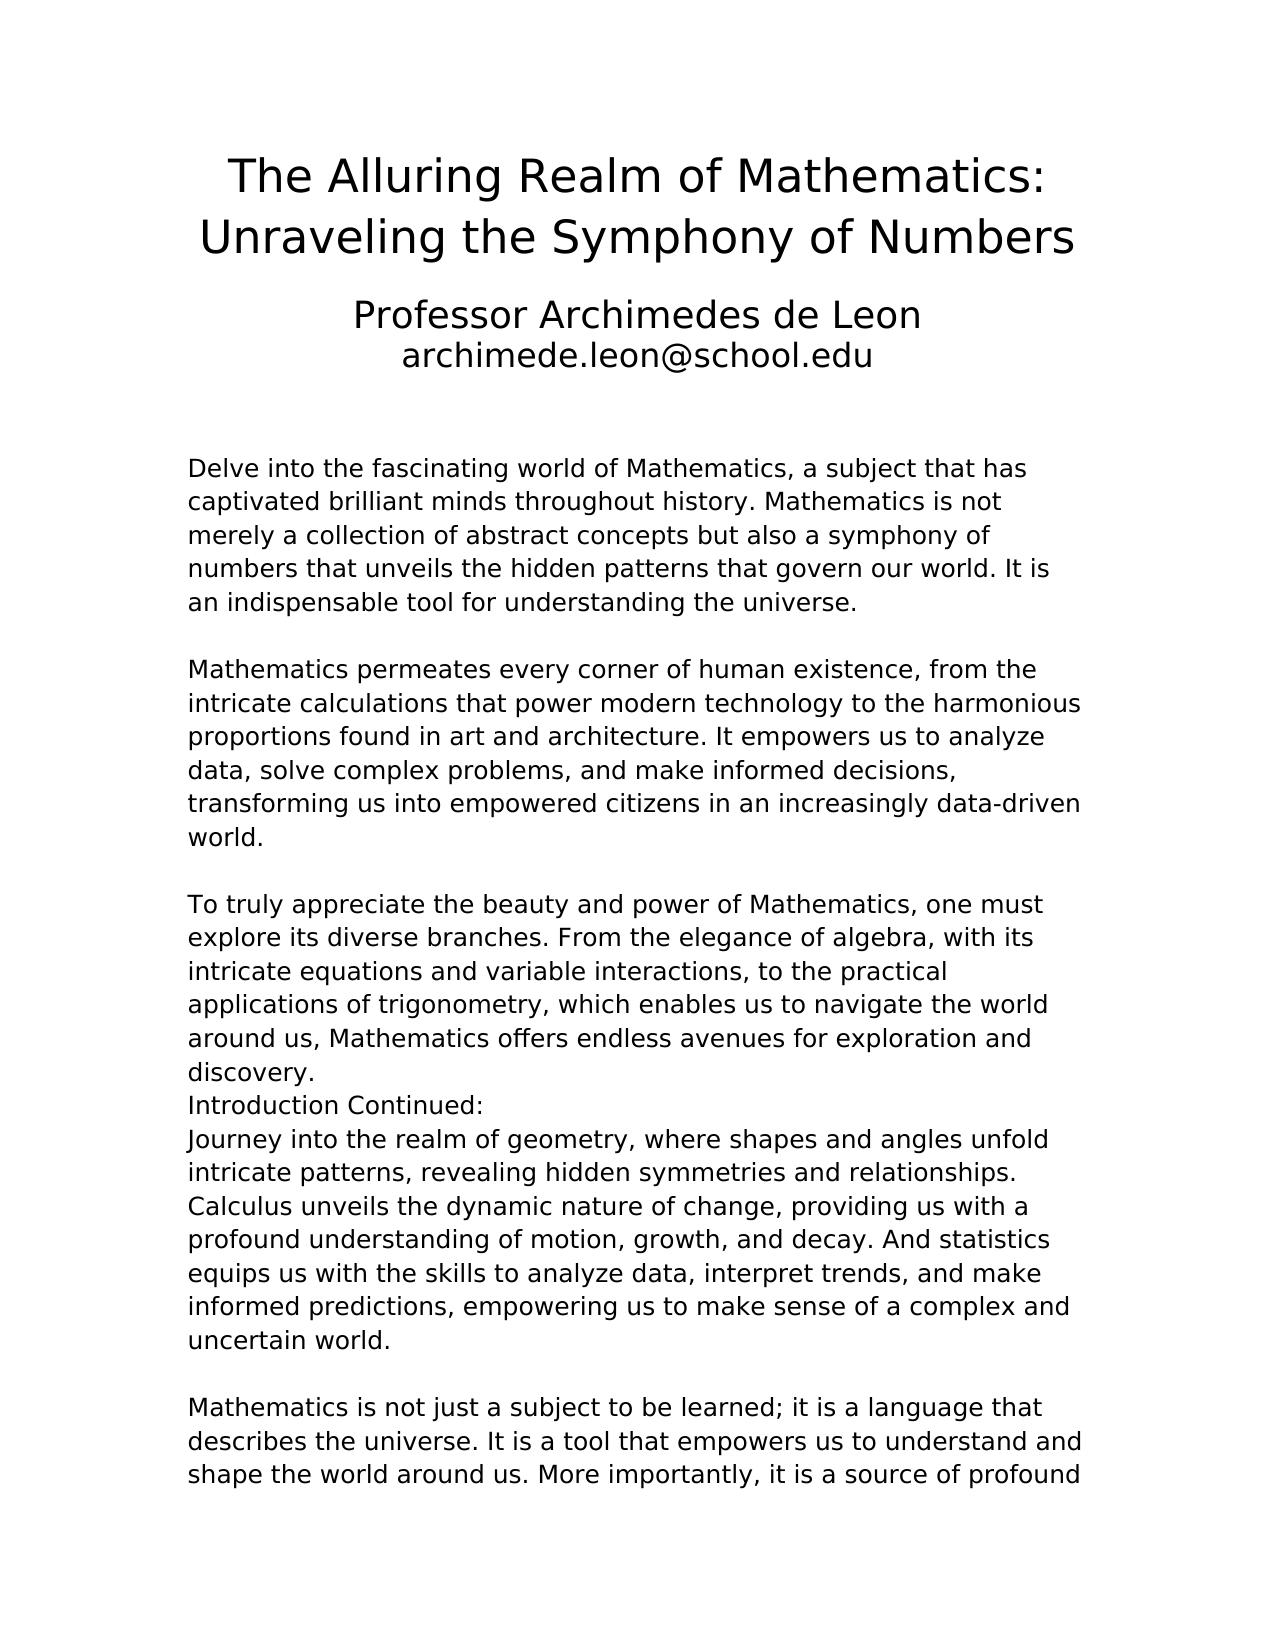 The Alluring Realm of Mathematics:
Unraveling the Symphony of Numbers
Professor Archimedes de Leon
archimede.leon@school.edu
Delve into the fascinating world of Mathematics, a subject that has
captivated brilliant minds throughout history. Mathematics is not
merely a collection of abstract concepts but also a symphony of
numbers that unveils the hidden patterns that govern our world. It is
an indispensable tool for understanding the universe.
Mathematics permeates every corner of human existence, from the
intricate calculations that power modern technology to the harmonious
proportions found in art and architecture. It empowers us to analyze
data, solve complex problems, and make informed decisions,
transforming us into empowered citizens in an increasingly data-driven
world.
To truly appreciate the beauty and power of Mathematics, one must
explore its diverse branches. From the elegance of algebra, with its
intricate equations and variable interactions, to the practical
applications of trigonometry, which enables us to navigate the world
around us, Mathematics offers endless avenues for exploration and
discovery.
Introduction Continued:
Journey into the realm of geometry, where shapes and angles unfold
intricate patterns, revealing hidden symmetries and relationships.
Calculus unveils the dynamic nature of change, providing us with a
profound understanding of motion, growth, and decay. And statistics
equips us with the skills to analyze data, interpret trends, and make
informed predictions, empowering us to make sense of a complex and
uncertain world.
Mathematics is not just a subject to be learned; it is a language that
describes the universe. It is a tool that empowers us to understand and
shape the world around us. More importantly, it is a source of profound